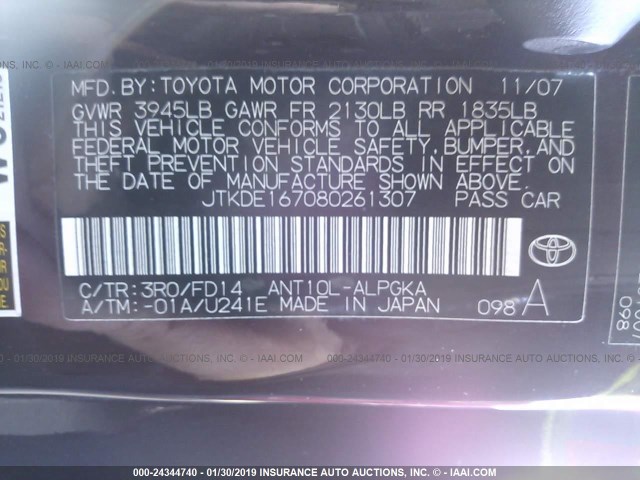 MFD. BY: TOYOTA MOTOR CORPORATION 11/07
GVWR 3945LB GAWR FR 2130LB RR 1835LB
THIS VEHICLE CONFORMS TO ALL APPLICABLE
FEDERAL MOTOR VEHICLE SAFETY, BUMPER, AND
THEFT PREVENTION STANDARDS IN EFFECT ON
THE DATE OF MANUFACTURE SHOWN ABOVE.
JTKDE167080261307 PASS CAR
C/TR: 3R0/FD14 ANT10L-ALPGKA
A/TM: -01A/U241E MADE IN JAPAN 098 A
098
000-24344740 - 01/30/2019 INSURANCE AUTO AUCTIONS CENTER - IAAI.COM